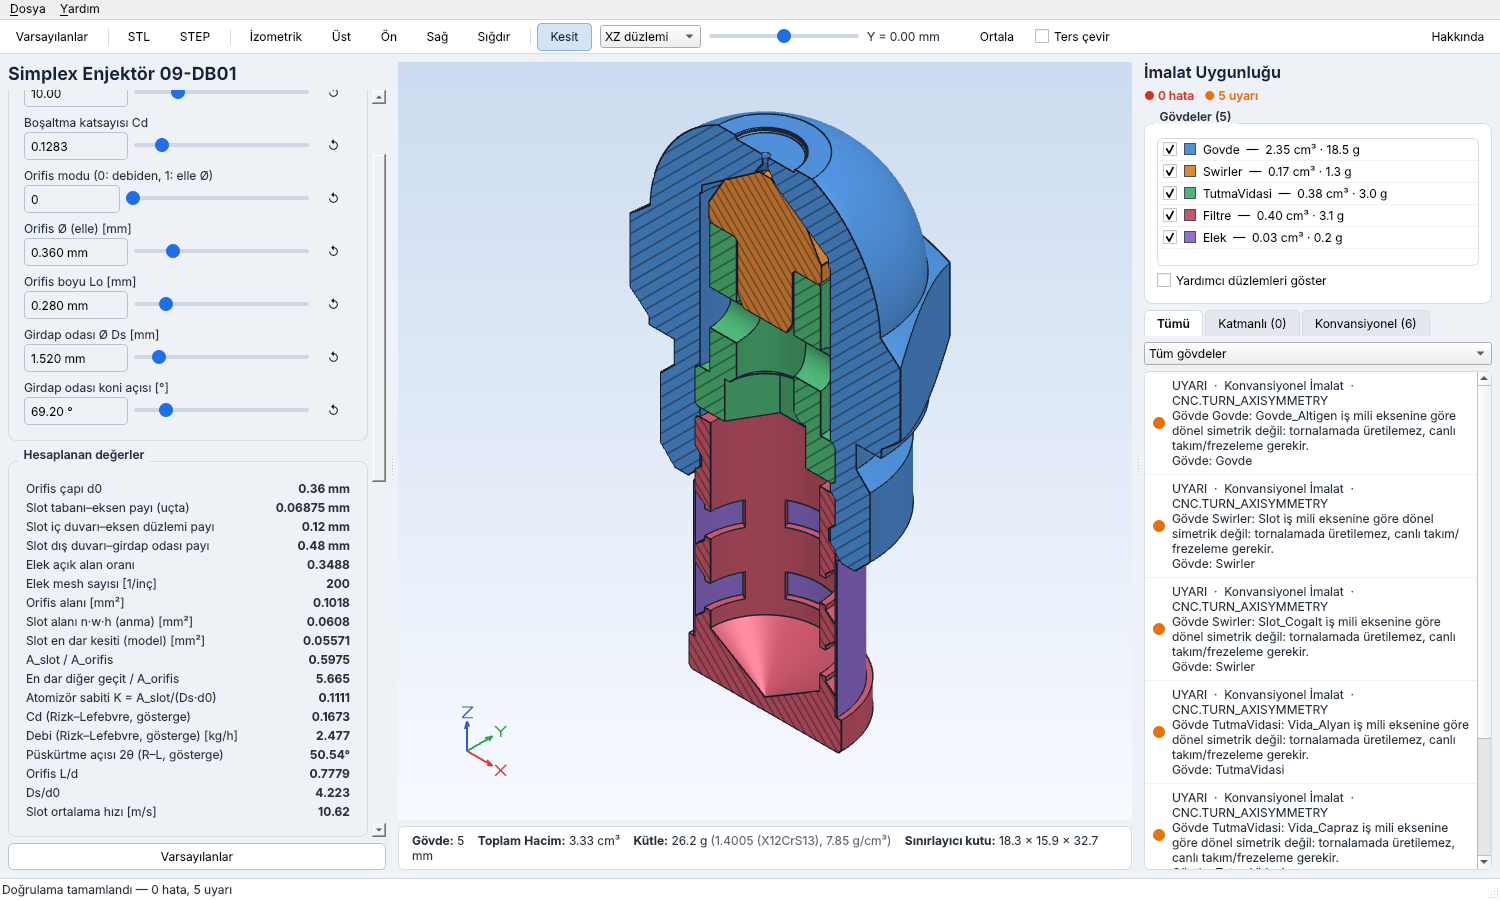 Dosya Yardım
Varsayılanlar STL STEP İzometrik Üst Ön Sağ Sığdır Kesit XZ düzlemi Y = 0.00 mm Ortala Ters çevir Hakkında
Simplex Enjektör 09-DB01
10.00
Boşaltma katsayısı Cd
0.1283
Orifis modu (0: debiden, 1: elle Ø)
0
Orifis Ø (elle) [mm]
0.360 mm
Orifis boyu Lo [mm]
0.280 mm
Girdap odası Ø Ds [mm]
1.520 mm
Girdap odası koni açısı [°]
69.20 °
Hesaplanan değerler
Orifis çapı d0 0.36 mm
Slot tabanı–eksen payı (uçta) 0.06875 mm
Slot iç duvarı–eksen düzlemi payı 0.12 mm
Slot dış duvarı–girdap odası payı 0.48 mm
Elek açık alan oranı 0.3488
Elek mesh sayısı [1/inç] 200
Orifis alanı [mm²] 0.1018
Slot alanı n·w·h (anma) [mm²] 0.0608
Slot en dar kesiti (model) [mm²] 0.05571
A_slot / A_orifis 0.5975
En dar diğer geçit / A_orifis 5.665
Atomizör sabiti K = A_slot/(Ds·d0) 0.1111
Cd (Rizk–Lefebvre, gösterge) 0.1673
Debi (Rizk–Lefebvre, gösterge) [kg/h] 2.477
Püskürtme açısı 2θ (R–L, gösterge) 50.54°
Orifis L/d 0.7779
Ds/d0 4.223
Slot ortalama hızı [m/s] 10.62
Varsayılanlar
Z
Y
X
Gövde: 5 Toplam Hacim: 3.33 cm³ Kütle: 26.2 g (1.4005 (X12CrS13), 7.85 g/cm³) Sınırlayıcı kutu: 18.3 × 15.9 × 32.7
mm
İmalat Uygunluğu
0 hata 5 uyarı
Gövdeler (5)
Govde — 2.35 cm³ · 18.5 g
Swirler — 0.17 cm³ · 1.3 g
TutmaVidasi — 0.38 cm³ · 3.0 g
Filtre — 0.40 cm³ · 3.1 g
Elek — 0.03 cm³ · 0.2 g
Yardımcı düzlemleri göster
Tümü Katmanlı (0) Konvansiyonel (6)
Tüm gövdeler
UYARI · Konvansiyonel İmalat ·
CNC.TURN_AXISYMMETRY
Gövde Govde: Govde_Altigen iş mili eksenine göre
dönel simetrik değil: tornalamada üretilemez, canlı
takım/frezeleme gerekir.
Gövde: Govde
UYARI · Konvansiyonel İmalat ·
CNC.TURN_AXISYMMETRY
Gövde Swirler: Slot iş mili eksenine göre dönel
simetrik değil: tornalamada üretilemez, canlı takım/
frezeleme gerekir.
Gövde: Swirler
UYARI · Konvansiyonel İmalat ·
CNC.TURN_AXISYMMETRY
Gövde Swirler: Slot_Cogalt iş mili eksenine göre
dönel simetrik değil: tornalamada üretilemez, canlı
takım/frezeleme gerekir.
Gövde: Swirler
UYARI · Konvansiyonel İmalat ·
CNC.TURN_AXISYMMETRY
Gövde TutmaVidasi: Vida_Alyan iş mili eksenine göre
dönel simetrik değil: tornalamada üretilemez, canlı
takım/frezeleme gerekir.
Gövde: TutmaVidasi
UYARI · Konvansiyonel İmalat ·
CNC.TURN_AXISYMMETRY
Gövde TutmaVidasi: Vida_Capraz iş mili eksenine
göre dönel simetrik değil: tornalamada üretilemez,
canlı takım/frezeleme gerekir.
Doğrulama tamamlandı — 0 hata, 5 uyarı